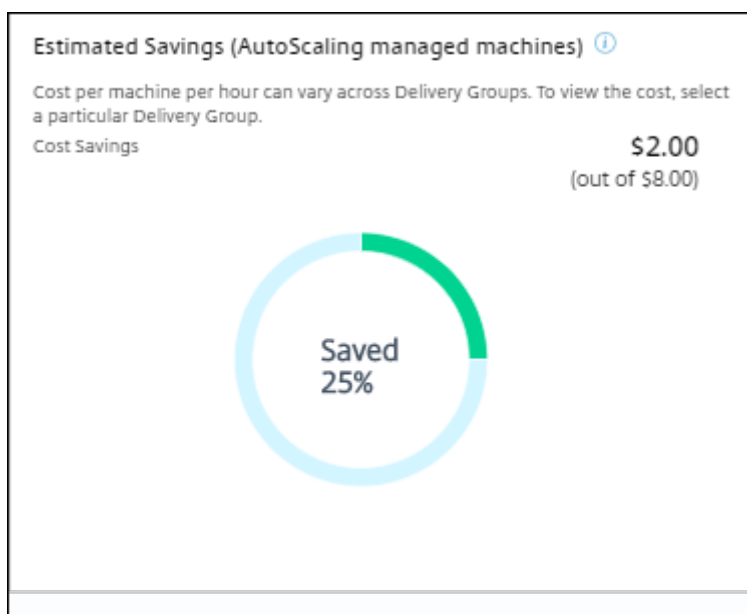 Estimated Savings (AutoScaling managed machines)
Cost per machine per hour can vary across Delivery Groups. To view the cost, select
a particular Delivery Group.
Cost Savings
$2.00
(out of $8.00)
Saved
25%